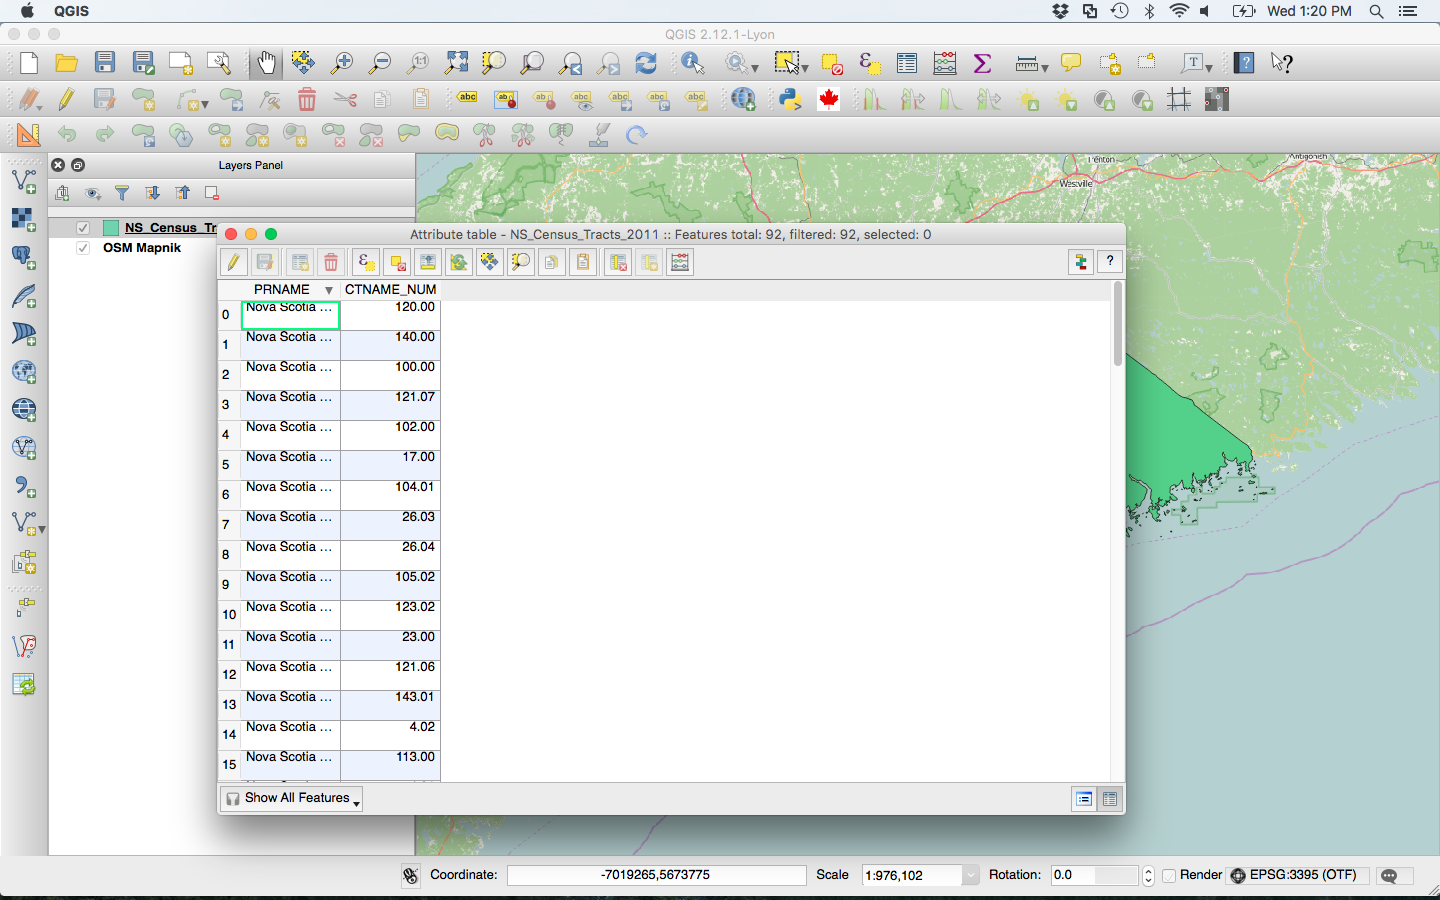 QGIS
Wed 1:20 PM
QGIS 2.12.1-Lyon
Layers Panel
NS_Census_Tr
OSM Mapnik
Attribute table - NS_Census_Tracts_2011 :: Features total: 92, filtered: 92, selected: 0
PRNAME CTNAME_NUM
0 Nova Scotia ... 120.00
1 Nova Scotia ... 140.00
2 Nova Scotia ... 100.00
3 Nova Scotia ... 121.07
4 Nova Scotia ... 102.00
5 Nova Scotia ... 17.00
6 Nova Scotia ... 104.01
7 Nova Scotia ... 26.03
8 Nova Scotia ... 26.04
9 Nova Scotia ... 105.02
10 Nova Scotia ... 123.02
11 Nova Scotia ... 23.00
12 Nova Scotia ... 121.06
13 Nova Scotia ... 143.01
14 Nova Scotia ... 4.02
15 Nova Scotia ... 113.00
Show All Features
Trenton
Westville
Antigonish
Coordinate: -7019265,5673775 Scale 1:976,102 Rotation: 0.0 Render EPSG:3395 (OTF)